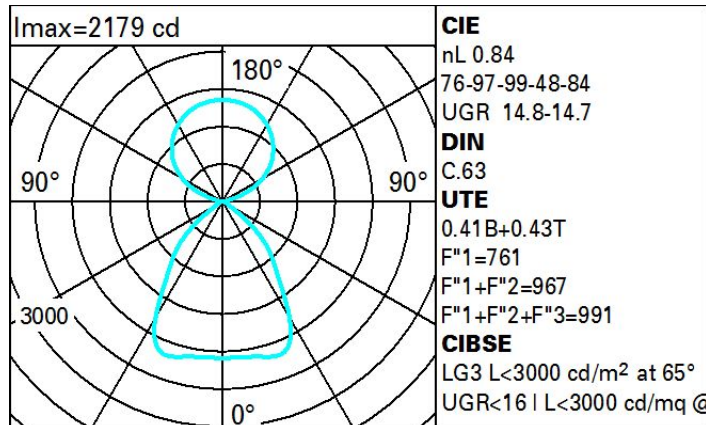 Imax=2179 cd
180°
90°
90°
3000
0°
CIE
nL 0.84
76-97-99-48-84
UGR 14.8-14.7
DIN
C.63
UTE
0.41B+0.43T
F"1=761
F"1+F"2=967
F"1+F"2+F"3=991
CIBSE
LG3 L<3000 cd/m² at 65°
UGR<16 | L<3000 cd/mq @